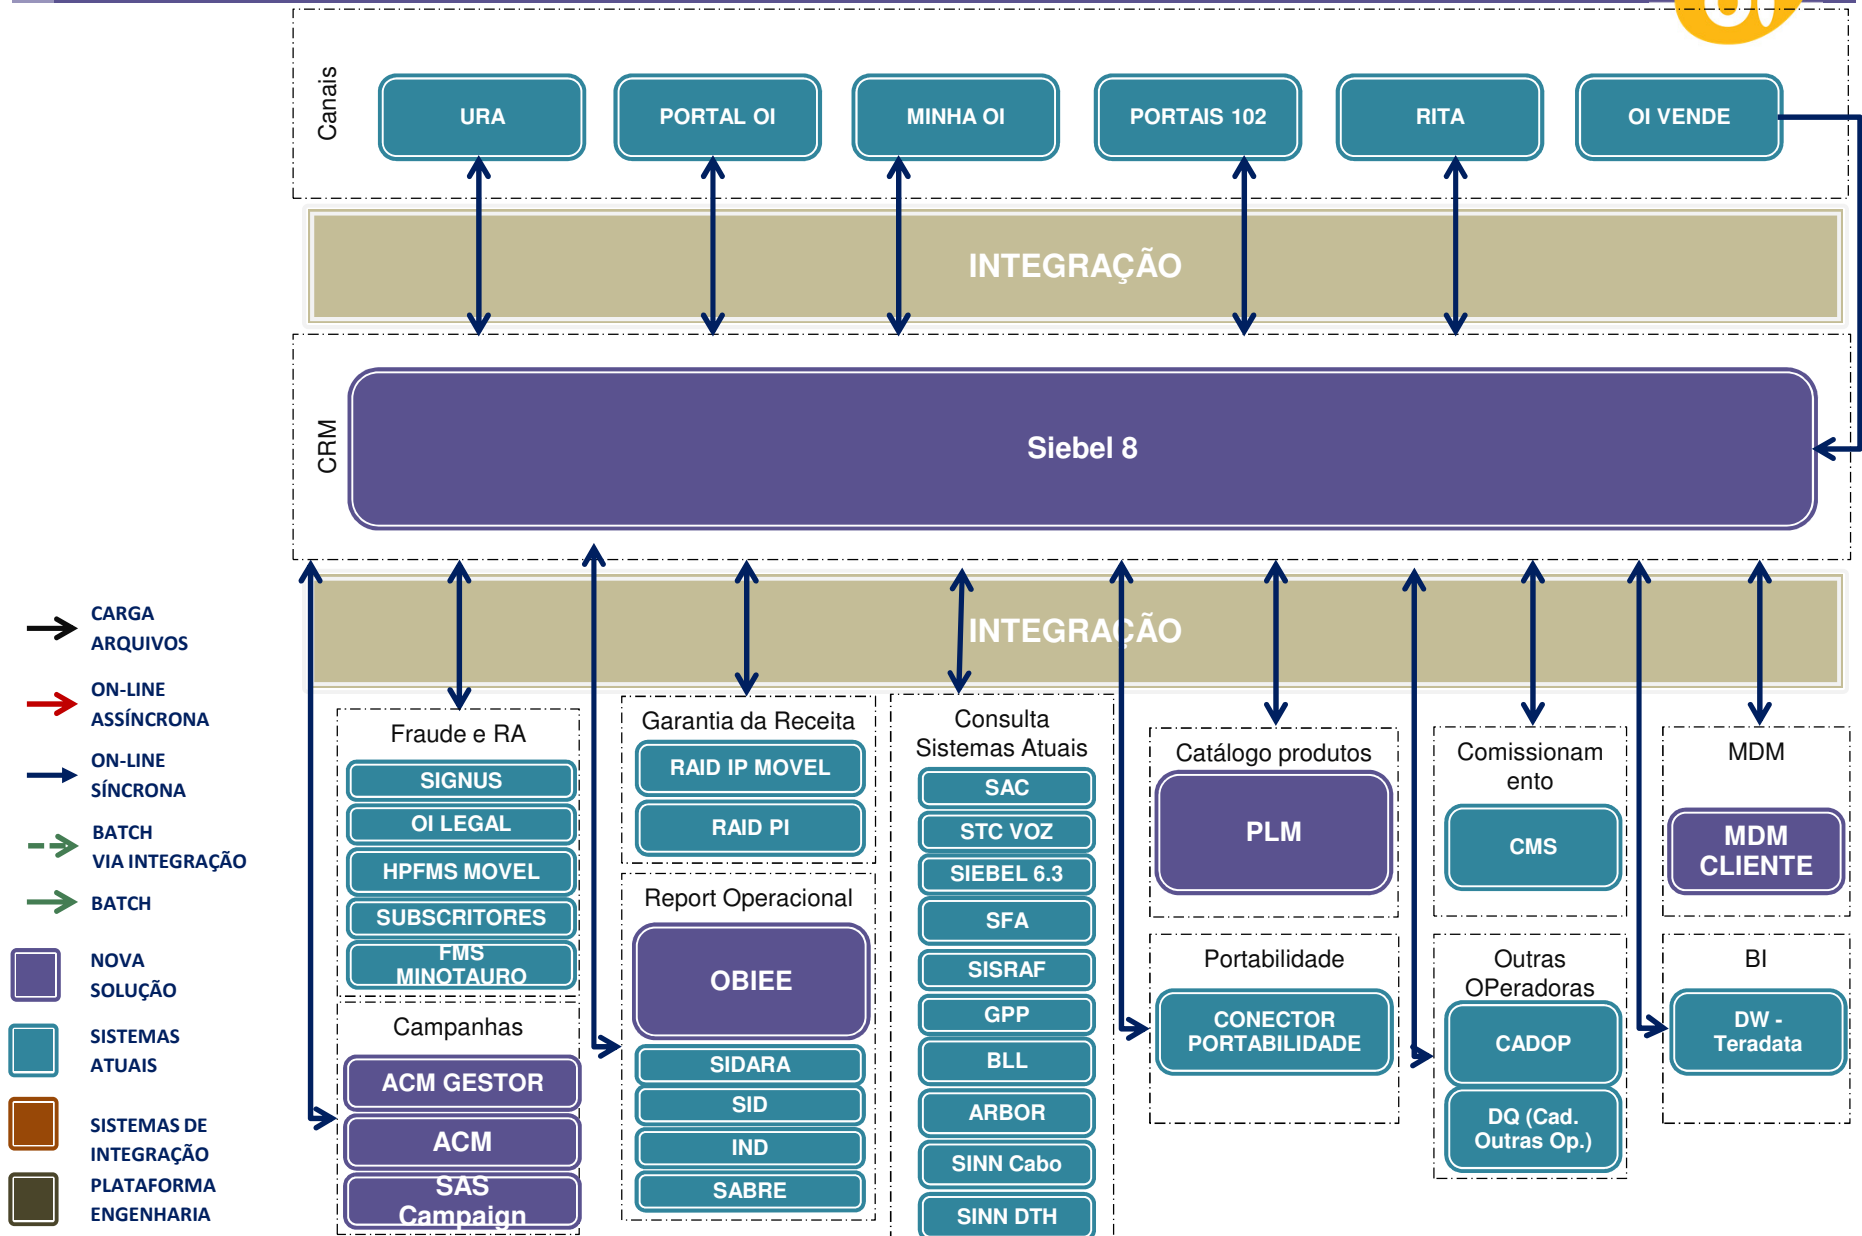 Canais
URA
PORTAL OI
MINHA OI
PORTAIS 102
RITA
OI VENDE
INTEGRAÇÃO
CRM
Siebel 8
INTEGRAÇÃO
CARGA
ARQUIVOS
ON-LINE
ASSÍNCRONA
ON-LINE
SÍNCRONA
BATCH
VIA INTEGRAÇÃO
BATCH
NOVA
SOLUÇÃO
SISTEMAS
ATUAIS
SISTEMAS DE
INTEGRAÇÃO
PLATAFORMA
ENGENHARIA
Fraude e RA
SIGNUS
OI LEGAL
HPFMS MOVEL
SUBSCRITORES
FMS
MINOTAURO
Campanhas
ACM GESTOR
ACM
SAS
Campaign
Garantia da Receita
RAID IP MOVEL
RAID PI
Report Operacional
OBIEE
SIDARA
SID
IND
SABRE
Consulta
Sistemas Atuais
SAC
STC VOZ
SIEBEL 6.3
SFA
SISRAF
GPP
BLL
ARBOR
SINN Cabo
SINN DTH
Catálogo produtos
PLM
Portabilidade
CONECTOR
PORTABILIDADE
Comissionam
ento
CMS
Outras
OPeradoras
CADOP
DQ (Cad.
Outras Op.)
MDM
MDM
CLIENTE
BI
DW -
Teradata